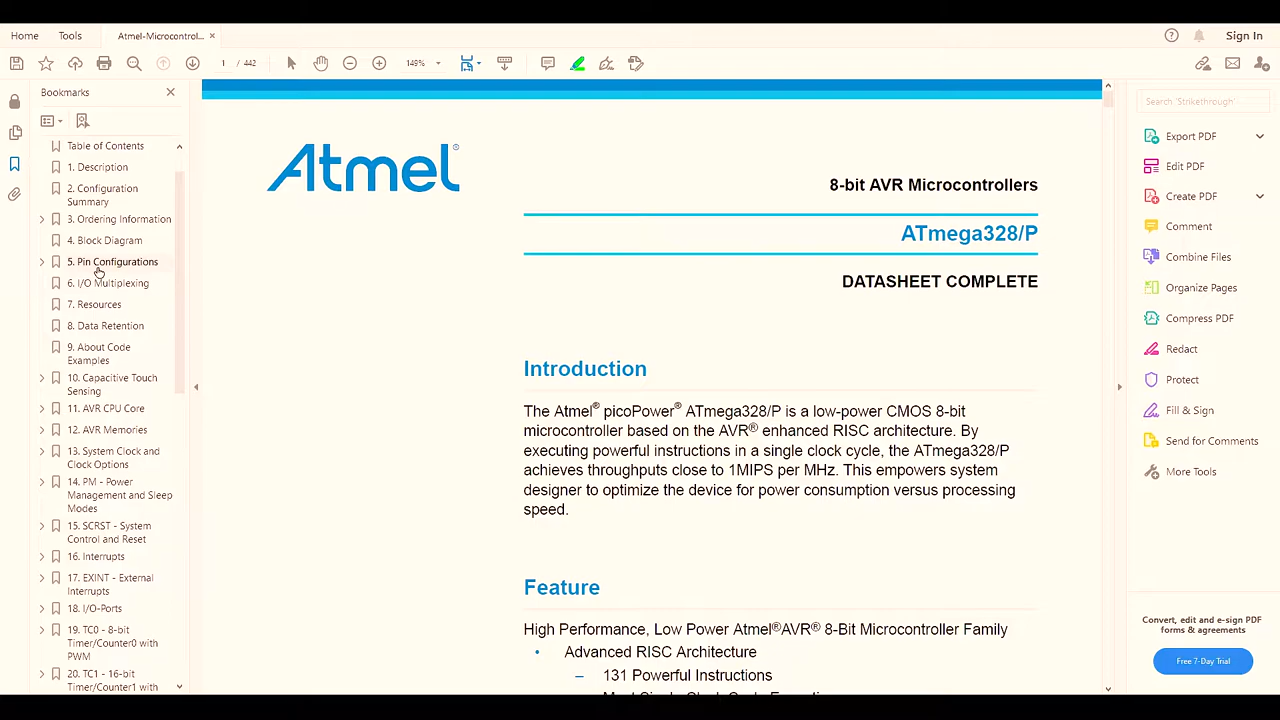 Home
Tools
Atmel-Microcontrol...
Sign In
1 / 442
149%
Bookmarks
Table of Contents
1. Description
2. Configuration
Summary
3. Ordering Information
4. Block Diagram
5. Pin Configurations
6. I/O Multiplexing
7. Resources
8. Data Retention
9. About Code
Examples
10. Capacitive Touch
Sensing
11. AVR CPU Core
12. AVR Memories
13. System Clock and
Clock Options
14. PM - Power
Management and Sleep
Modes
15. SCRST - System
Control and Reset
16. Interrupts
17. EXINT - External
Interrupts
18. I/O-Ports
19. TC0 - 8-bit
Timer/Counter0 with
PWM
20. TC1 - 16-bit
Timer/Counter1 with
Atmel®
8-bit AVR Microcontrollers
ATmega328/P
DATASHEET COMPLETE
Introduction
The Atmel® picoPower® ATmega328/P is a low-power CMOS 8-bit
microcontroller based on the AVR® enhanced RISC architecture. By
executing powerful instructions in a single clock cycle, the ATmega328/P
achieves throughputs close to 1MIPS per MHz. This empowers system
designer to optimize the device for power consumption versus processing
speed.
Feature
High Performance, Low Power Atmel®AVR® 8-Bit Microcontroller Family
• Advanced RISC Architecture
– 131 Powerful Instructions
Search 'Strikethrough'
Export PDF
Edit PDF
Create PDF
Comment
Combine Files
Organize Pages
Compress PDF
Redact
Protect
Fill & Sign
Send for Comments
More Tools
Convert, edit and e-sign PDF
forms & agreements
Free 7-Day Trial